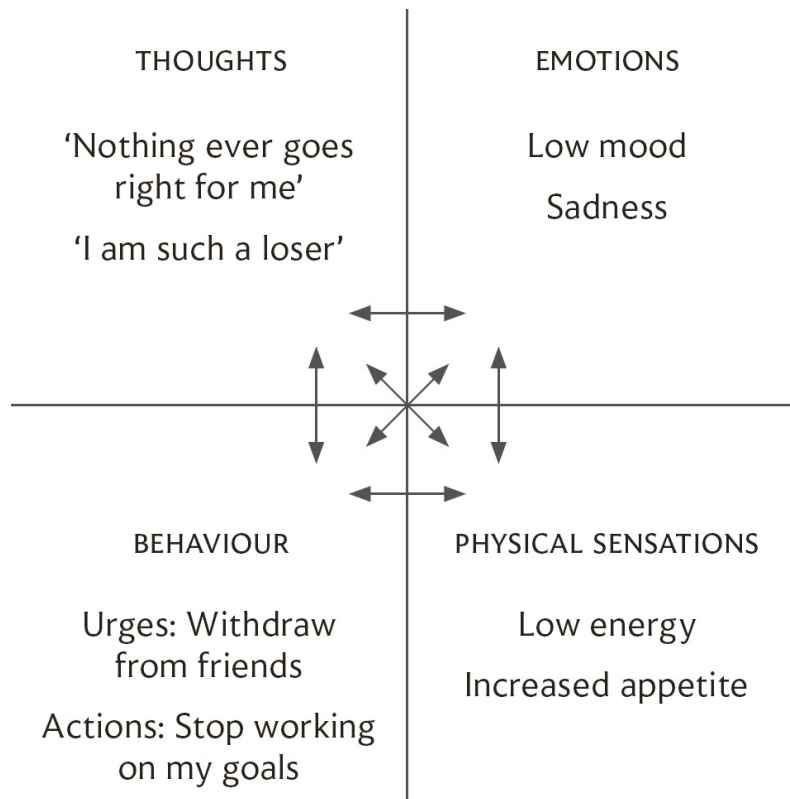 THOUGHTS
‘Nothing ever goes
right for me’
‘I am such a loser’
EMOTIONS
Low mood
Sadness
BEHAVIOUR
Urges: Withdraw
from friends
Actions: Stop working
on my goals
PHYSICAL SENSATIONS
Low energy
Increased appetite